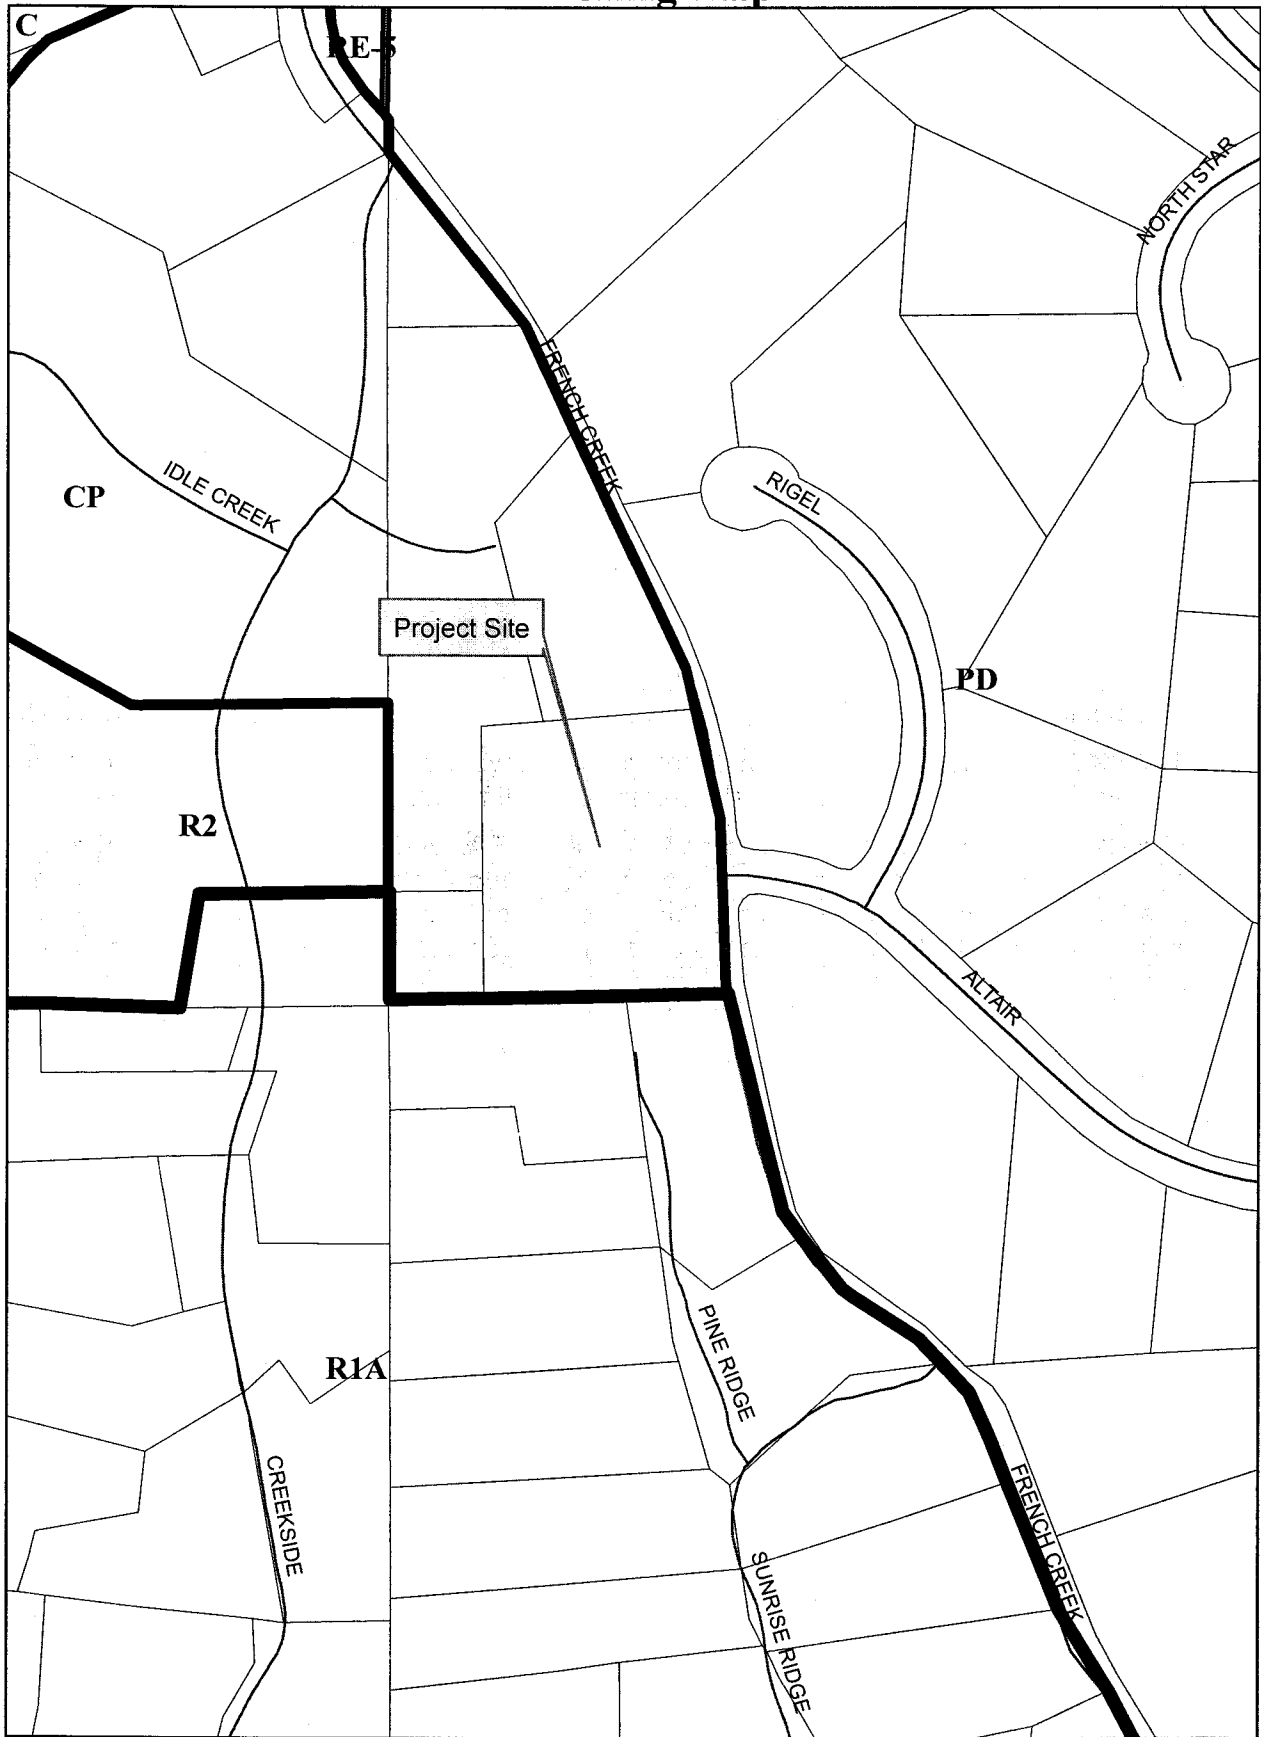 C
RE-5
NORTH STAR
FRENCH CREEK
IDLE CREEK
CP
RIGEL
Project Site
PD
R2
ALTAIR
PINE RIDGE
R1A
CREEKSIDE
FRENCH CREEK
SUNRISE RIDGE